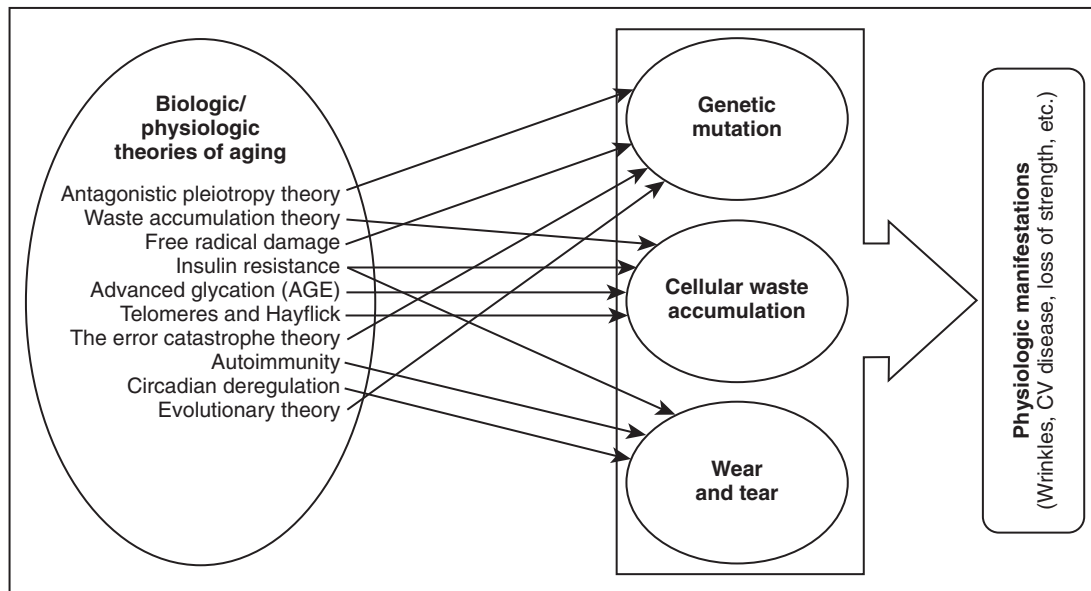 Biologic/
physiologic
theories of aging
Antagonistic pleiotropy theory
Waste accumulation theory
Free radical damage
Insulin resistance
Advanced glycation (AGE)
Telomeres and Hayflick
The error catastrophe theory
Autoimmunity
Circadian deregulation
Evolutionary theory
Genetic
mutation
Cellular waste
accumulation
Wear
and tear
Physiologic manifestations
(Wrinkles, CV disease, loss of strength, etc.)